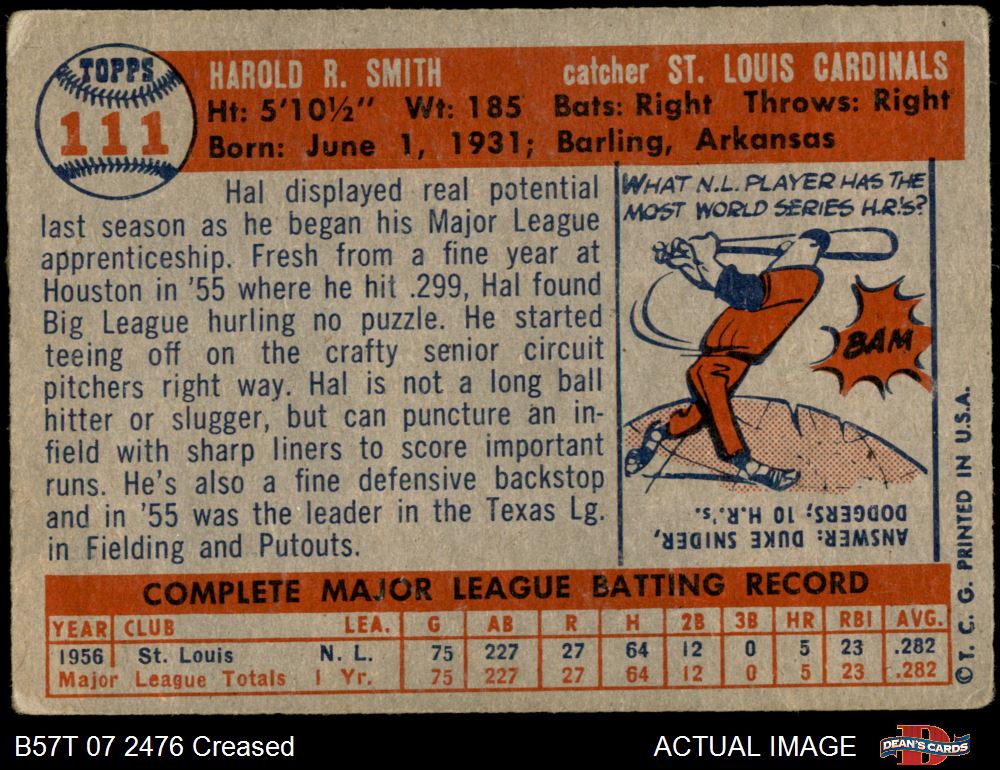 TOPPS
111
HAROLD R. SMITH catcher ST. LOUIS CARDINALS
Ht: 5'10½" Wt: 185 Bats: Right Throws: Right
Born: June 1, 1931; Barling, Arkansas
Hal displayed real potential
last season as he began his Major League
apprenticeship. Fresh from a fine year at
Houston in '55 where he hit .299, Hal found
Big League hurling no puzzle. He started
teeing off on the crafty senior circuit
pitchers right way. Hal is not a long ball
hitter or slugger, but can puncture an in-
field with sharp liners to score important
runs. He's also a fine defensive backstop
and in '55 was the leader in the Texas Lg.
in Fielding and Putouts.
WHAT N.L. PLAYER HAS THE
MOST WORLD SERIES H.R.'S?
BAM
ANSWER: DUKE SNIDER,
DODGERS; 10 H.R.'s.
© T. C. G. PRINTED IN U.S.A.
COMPLETE MAJOR LEAGUE BATTING RECORD
YEAR CLUB LEA. G AB R H 2B 3B HR RBI AVG.
1956 St. Louis N. L. 75 227 27 64 12 0 5 23 .282
Major League Totals 1 Yr. 75 227 27 64 12 0 5 23 .282
B57T 07 2476 Creased
ACTUAL IMAGE
D
DEAN'S CARDS